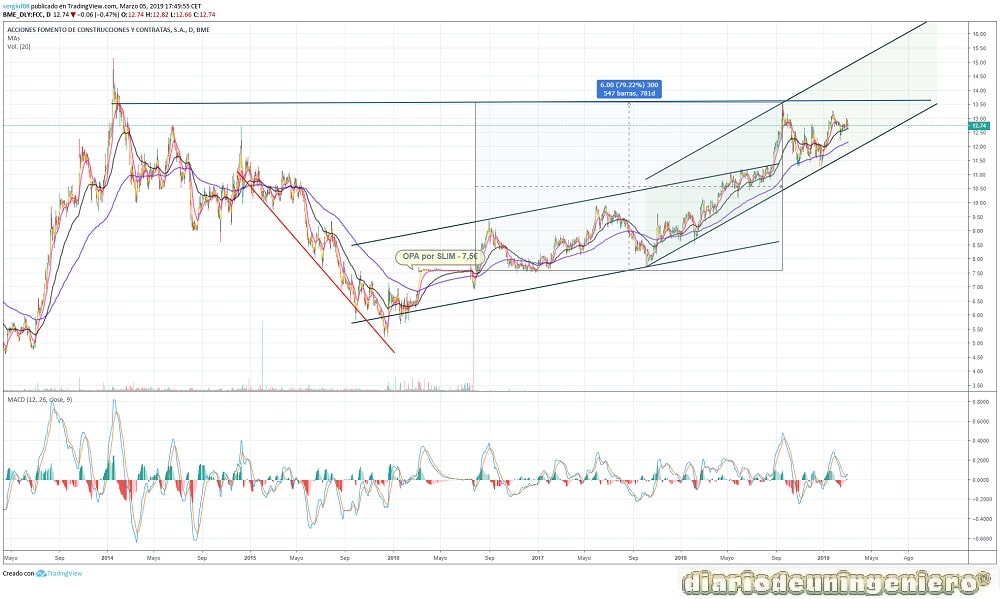 sergiof08 publicado en TradingView.com, Marzo 05, 2019 17:49:55 CET
BME_DLY:FCC, D 12.74 ▼ −0.06 (−0.47%) O:12.74 H:12.82 L:12.66 C:12.74
ACCIONES FOMENTO DE CONSTRUCCIONES Y CONTRATAS, S.A., D, BME
MAs
Vol. (20)
16.00
15.50
15.00
14.50
14.00
6.00 (79.22%) 300
547 barras, 781d
13.50
13.00
12.74
12.50
12.00
11.50
11.00
10.50
10.00
9.50
9.00
8.50
OPA por SLIM - 7,5€
8.00
7.50
7.00
6.50
6.00
5.50
5.00
4.50
4.00
3.50
MACD (12, 26, close, 9)
0.8000
0.6000
0.4000
0.2000
0.0000
−0.2000
−0.4000
−0.6000
Mayo Sep 2014 Mayo Sep 2015 Mayo Sep 2016 Mayo Sep 2017 Mayo Sep 2018 Mayo Sep 2019 Mayo Ago
Creado con TradingView
diariodeuningeniero